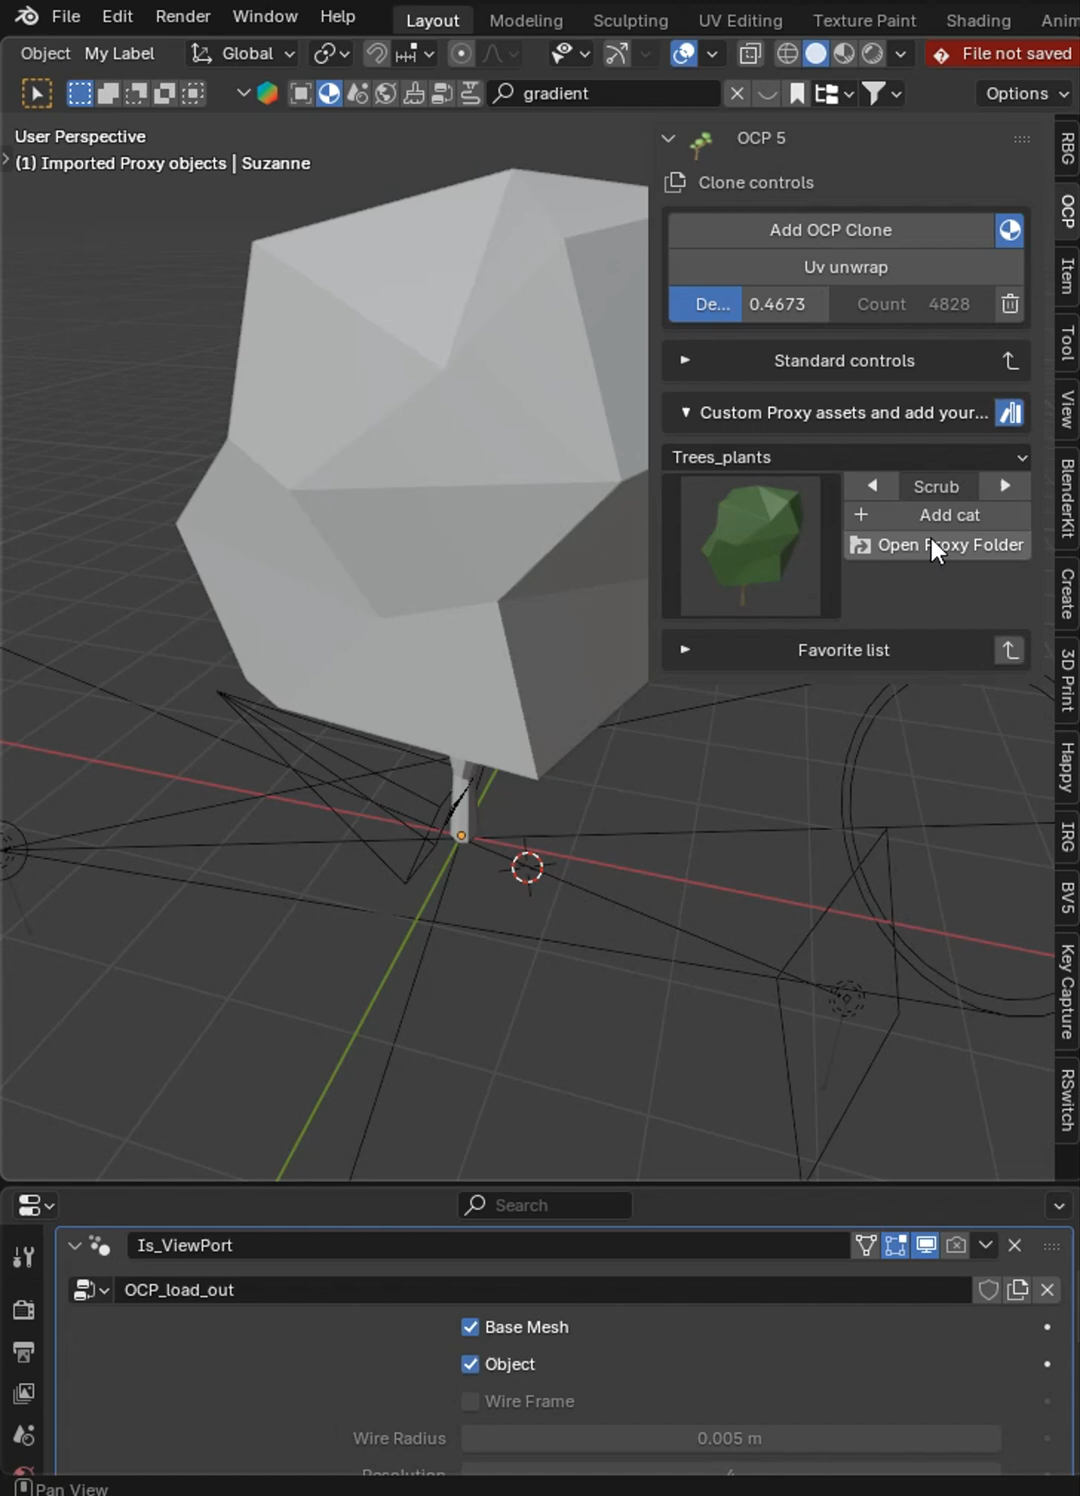 File Edit Render Window Help Layout Modeling Sculpting UV Editing Texture Paint Shading Anim
Object My Label Global File not saved
gradient Options
User Perspective
(1) Imported Proxy objects | Suzanne
OCP 5
Clone controls
Add OCP Clone
Uv unwrap
De... 0.4673 Count 4828
Standard controls
Custom Proxy assets and add your...
Trees_plants
Scrub
Add cat
Open Proxy Folder
Favorite list
RBG
OCP
Item
Tool
View
BlenderKit
Create
3D Print
Happy
IRG
BV5
Key Capture
RSwitch
Search
Is_ViewPort
OCP_load_out
Base Mesh
Object
Wire Frame
Wire Radius 0.005 m
Resolution 4
Pan View